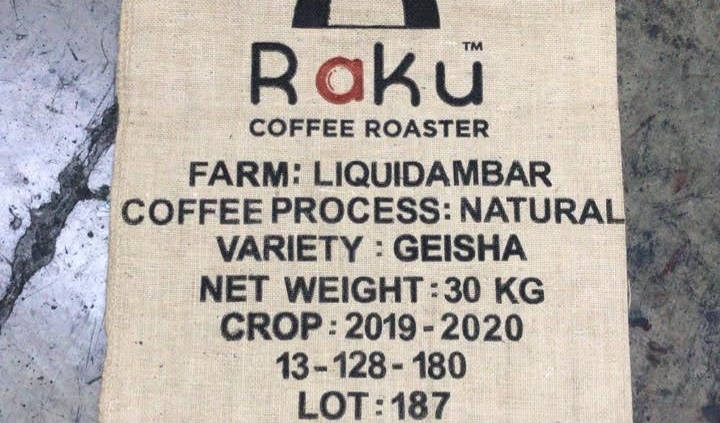 Raku™
COFFEE ROASTER
FARM: LIQUIDAMBAR
COFFEE PROCESS: NATURAL
VARIETY : GEISHA
NET WEIGHT : 30 KG
CROP : 2019 - 2020
13 - 128 - 180
LOT : 187